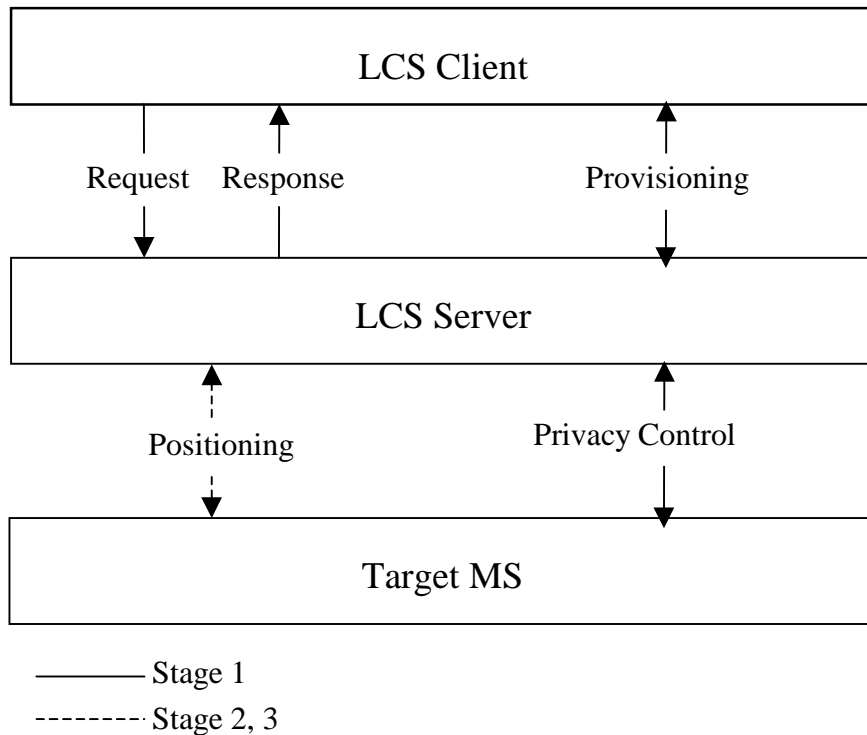 LCS Client
Request
Response
Provisioning
LCS Server
Positioning
Privacy Control
Target MS
Stage 1
Stage 2, 3